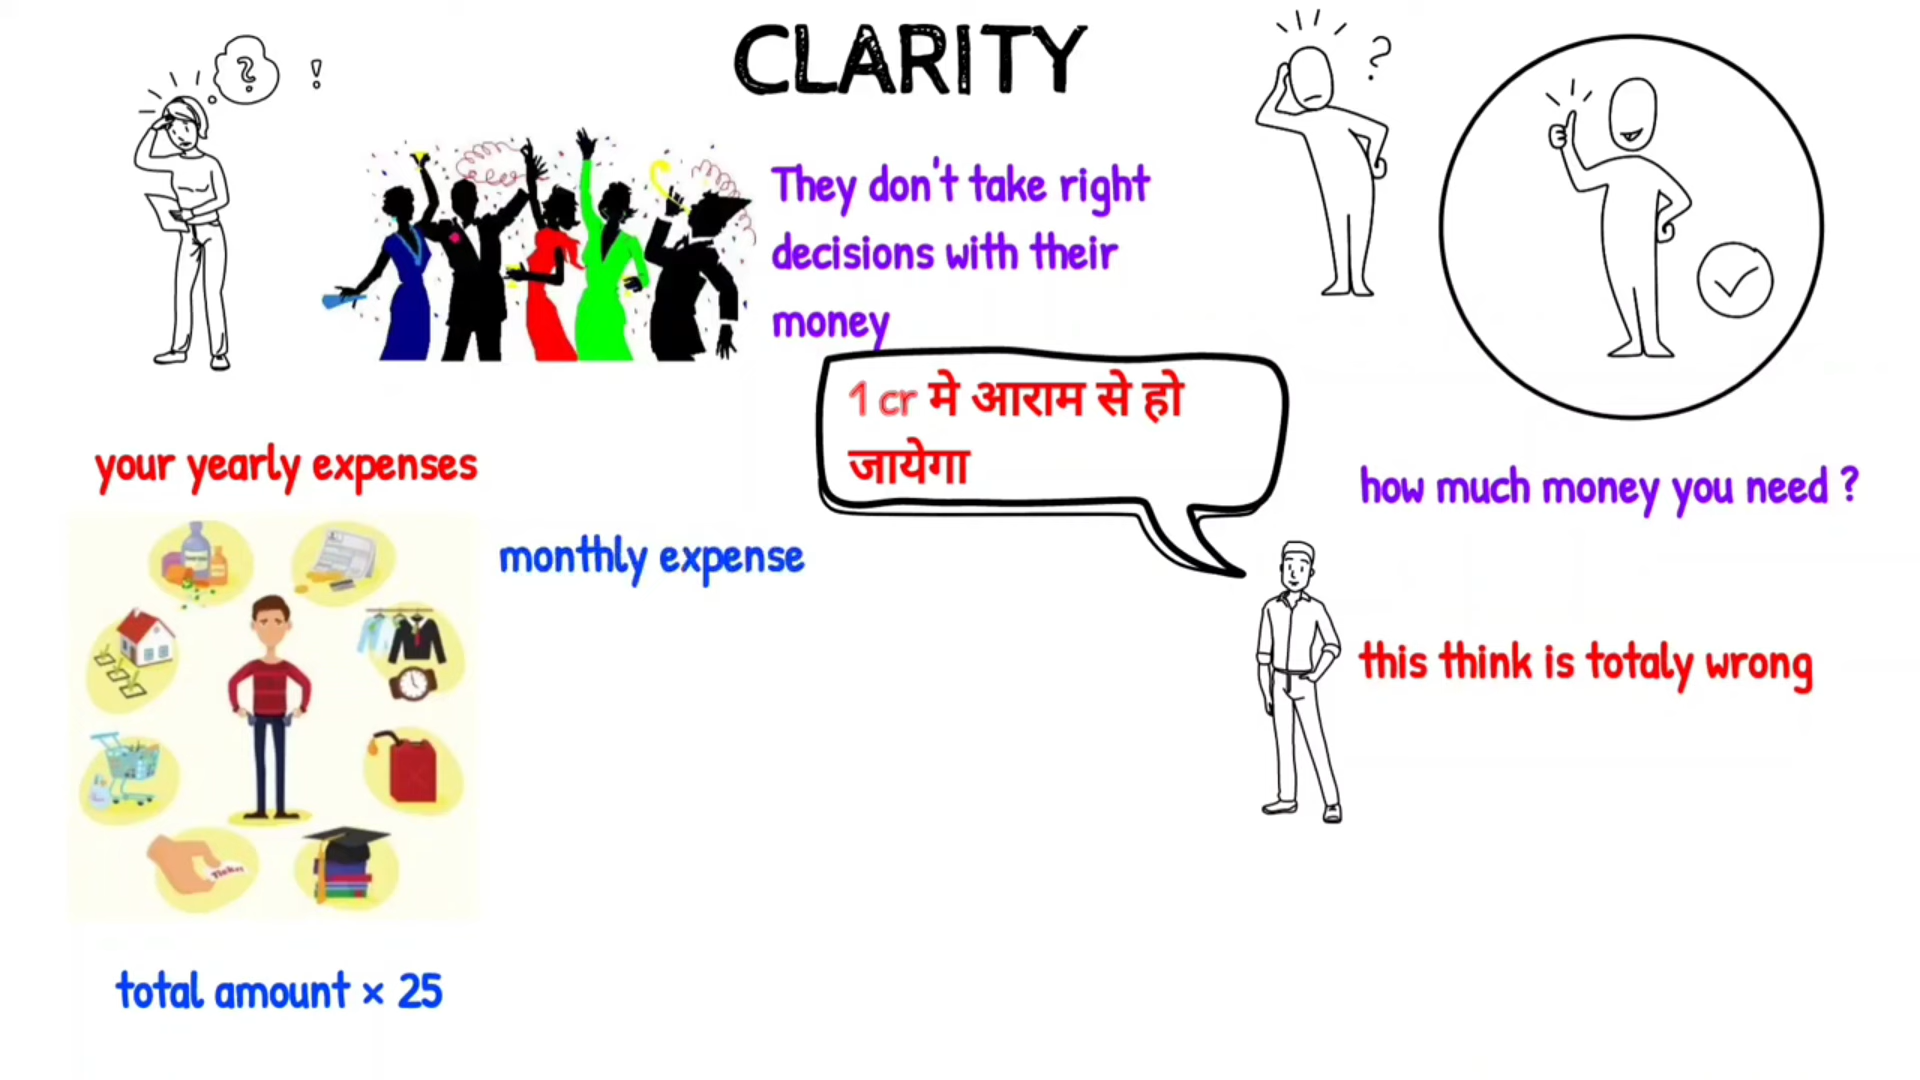 CLARITY
?
!
?
They don't take right
decisions with their
money
1 cr मे आराम से हो
जायेगा
your yearly expenses
how much money you need ?
monthly expense
this think is totaly wrong
Ticket
total amount × 25